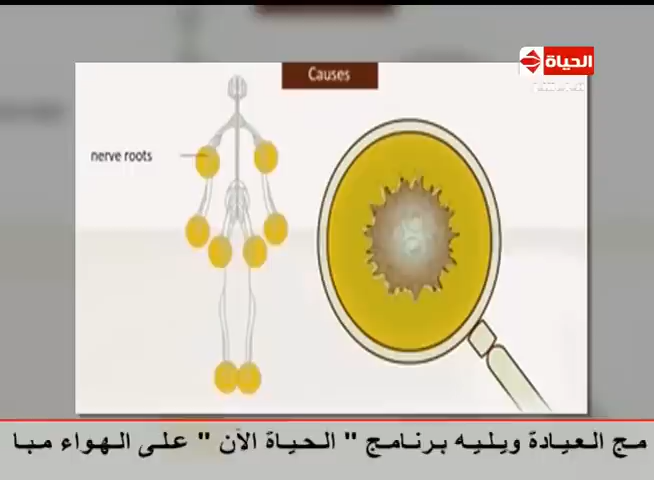 Causes
الحياة
nerve roots
مج العيادة ويليه برنامج " الحياة الآن " على الهواء مبا